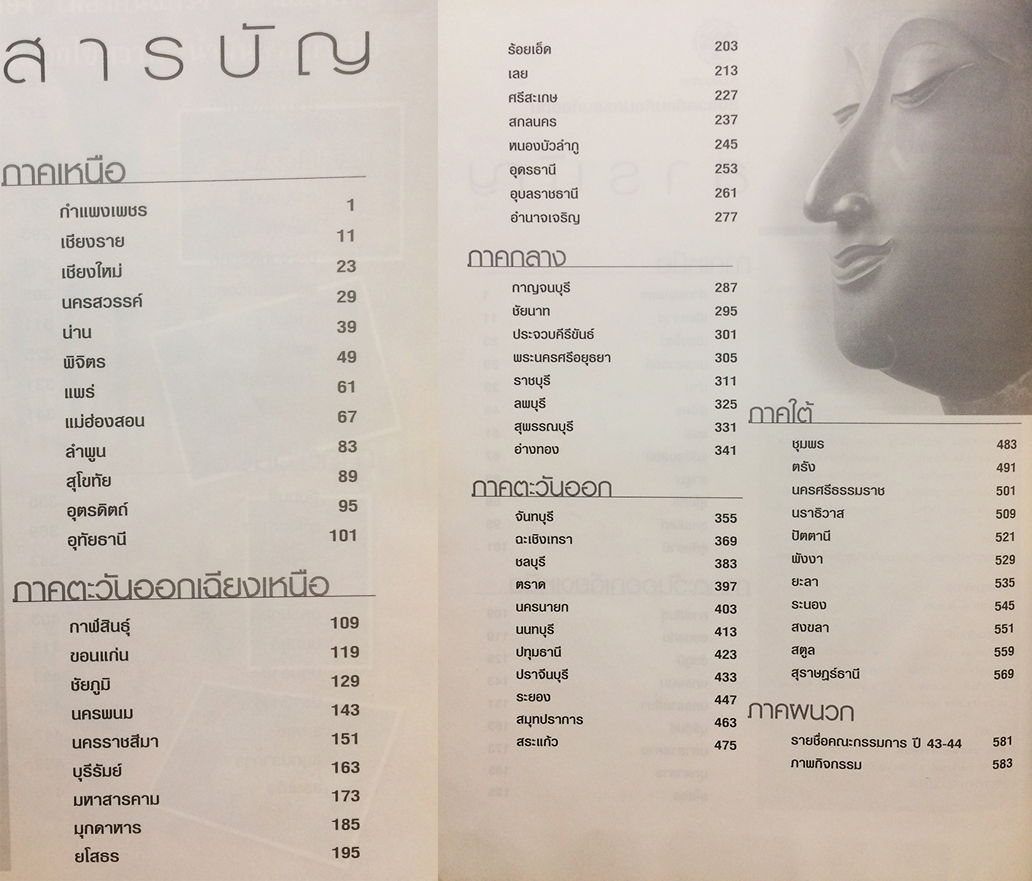 สารบัญ
ภาคเหนือ
กำแพงเพชร 1
เชียงราย 11
เชียงใหม่ 23
นครสวรรค์ 29
น่าน 39
พิจิตร 49
แพร่ 61
แม่ฮ่องสอน 67
ลำพูน 83
สุโขทัย 89
อุตรดิตถ์ 95
อุทัยธานี 101
ภาคตะวันออกเฉียงเหนือ
กาฬสินธุ์ 109
ขอนแก่น 119
ชัยภูมิ 129
นครพนม 143
นครราชสีมา 151
บุรีรัมย์ 163
มหาสารคาม 173
มุกดาหาร 185
ยโสธร 195
ร้อยเอ็ด 203
เลย 213
ศรีสะเกษ 227
สกลนคร 237
หนองบัวลำภู 245
อุดรธานี 253
อุบลราชธานี 261
อำนาจเจริญ 277
ภาคกลาง
กาญจนบุรี 287
ชัยนาท 295
ประจวบคีรีขันธ์ 301
พระนครศรีอยุธยา 305
ราชบุรี 311
ลพบุรี 325
สุพรรณบุรี 331
อ่างทอง 341
ภาคตะวันออก
จันทบุรี 355
ฉะเชิงเทรา 369
ชลบุรี 383
ตราด 397
นครนายก 403
นนทบุรี 413
ปทุมธานี 423
ปราจีนบุรี 433
ระยอง 447
สมุทปราการ 463
สระแก้ว 475
ภาคใต้
ชุมพร 483
ตรัง 491
นครศรีธรรมราช 501
นราธิวาส 509
ปัตตานี 521
พังงา 529
ยะลา 535
ระนอง 545
สงขลา 551
สตูล 559
สุราษฎร์ธานี 569
ภาคผนวก
รายชื่อคณะกรรมการ ปี 43-44 581
ภาพกิจกรรม 583